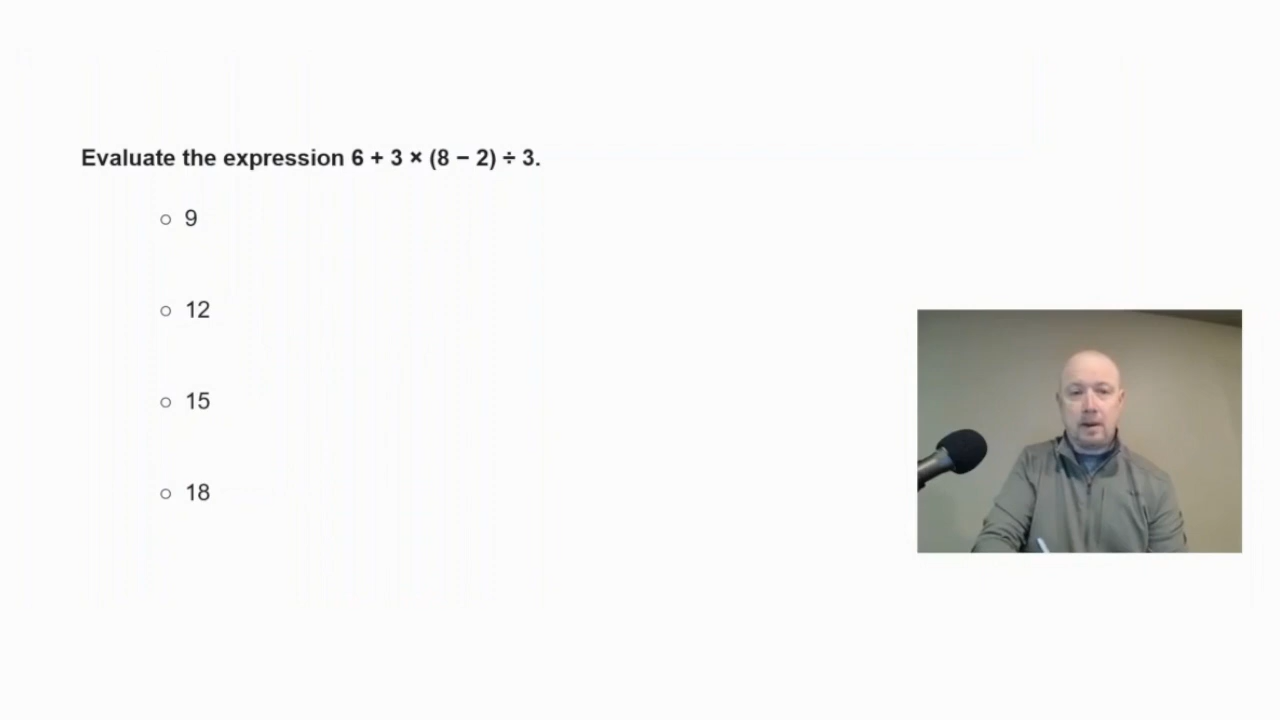 Evaluate the expression 6 + 3 × (8 − 2) ÷ 3.
9
12
15
18